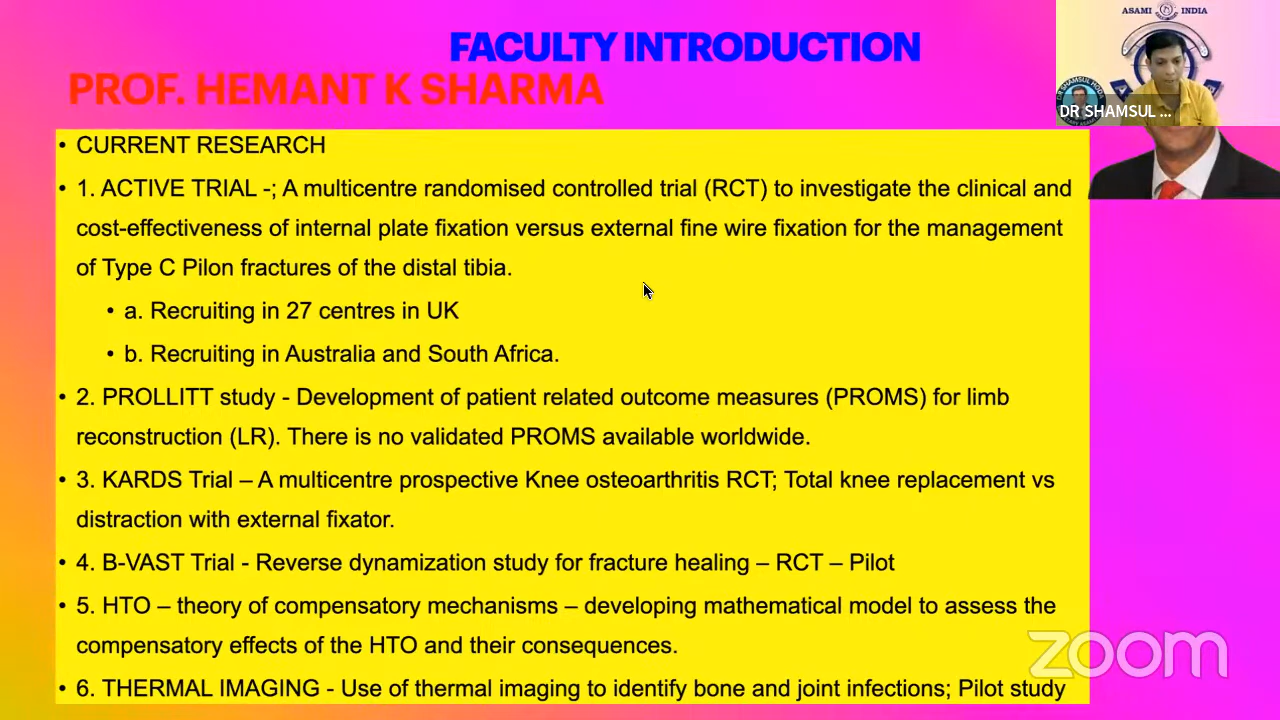 FACULTY INTRODUCTION
PROF. HEMANT K SHARMA
ASAMI INDIA
DR SHAMSUL ...
• CURRENT RESEARCH
• 1. ACTIVE TRIAL -; A multicentre randomised controlled trial (RCT) to investigate the clinical and
cost-effectiveness of internal plate fixation versus external fine wire fixation for the management
of Type C Pilon fractures of the distal tibia.
• a. Recruiting in 27 centres in UK
• b. Recruiting in Australia and South Africa.
• 2. PROLLITT study - Development of patient related outcome measures (PROMS) for limb
reconstruction (LR). There is no validated PROMS available worldwide.
• 3. KARDS Trial – A multicentre prospective Knee osteoarthritis RCT; Total knee replacement vs
distraction with external fixator.
• 4. B-VAST Trial - Reverse dynamization study for fracture healing – RCT – Pilot
• 5. HTO – theory of compensatory mechanisms – developing mathematical model to assess the
compensatory effects of the HTO and their consequences.
• 6. THERMAL IMAGING - Use of thermal imaging to identify bone and joint infections; Pilot study
zoom